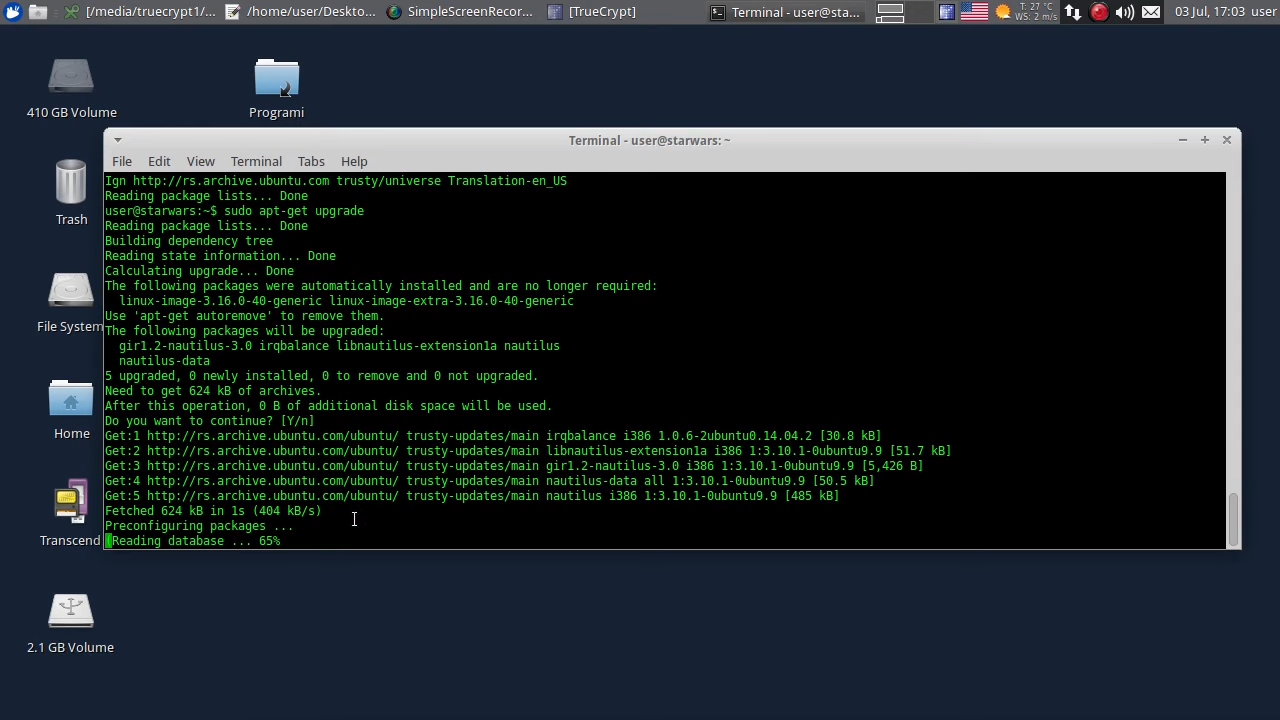 [/media/truecrypt1/... /home/user/Deskto... SimpleScreenRecor... [TrueCrypt] Terminal - user@sta... T: 27 °C WS: 2 m/s 03 Jul, 17:03 user
410 GB Volume
Programi
Trash
File System
Home
Transcend
2.1 GB Volume
Terminal - user@starwars: ~
File Edit View Terminal Tabs Help
Ign http://rs.archive.ubuntu.com trusty/universe Translation-en_US
Reading package lists... Done
user@starwars:~$ sudo apt-get upgrade
Reading package lists... Done
Building dependency tree
Reading state information... Done
Calculating upgrade... Done
The following packages were automatically installed and are no longer required:
linux-image-3.16.0-40-generic linux-image-extra-3.16.0-40-generic
Use 'apt-get autoremove' to remove them.
The following packages will be upgraded:
gir1.2-nautilus-3.0 irqbalance libnautilus-extension1a nautilus
nautilus-data
5 upgraded, 0 newly installed, 0 to remove and 0 not upgraded.
Need to get 624 kB of archives.
After this operation, 0 B of additional disk space will be used.
Do you want to continue? [Y/n]
Get:1 http://rs.archive.ubuntu.com/ubuntu/ trusty-updates/main irqbalance i386 1.0.6-2ubuntu0.14.04.2 [30.8 kB]
Get:2 http://rs.archive.ubuntu.com/ubuntu/ trusty-updates/main libnautilus-extension1a i386 1:3.10.1-0ubuntu9.9 [51.7 kB]
Get:3 http://rs.archive.ubuntu.com/ubuntu/ trusty-updates/main gir1.2-nautilus-3.0 i386 1:3.10.1-0ubuntu9.9 [5,426 B]
Get:4 http://rs.archive.ubuntu.com/ubuntu/ trusty-updates/main nautilus-data all 1:3.10.1-0ubuntu9.9 [50.5 kB]
Get:5 http://rs.archive.ubuntu.com/ubuntu/ trusty-updates/main nautilus i386 1:3.10.1-0ubuntu9.9 [485 kB]
Fetched 624 kB in 1s (404 kB/s)
Preconfiguring packages ...
(Reading database ... 65%